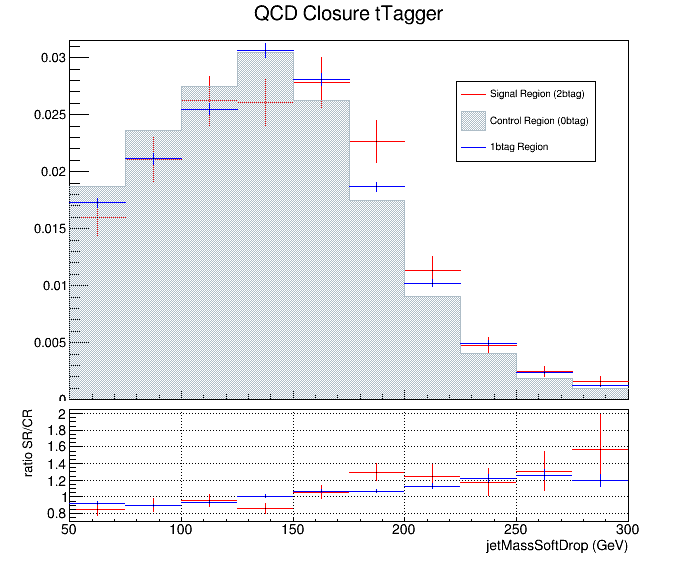 QCD Closure tTagger
0.03
0.025
0.02
0.015
0.01
0.005
0
Signal Region (2btag)
Control Region (0btag)
1btag Region
ratio SR/CR
2
1.8
1.6
1.4
1.2
1
0.8
50 100 150 200 250 300
jetMassSoftDrop (GeV)